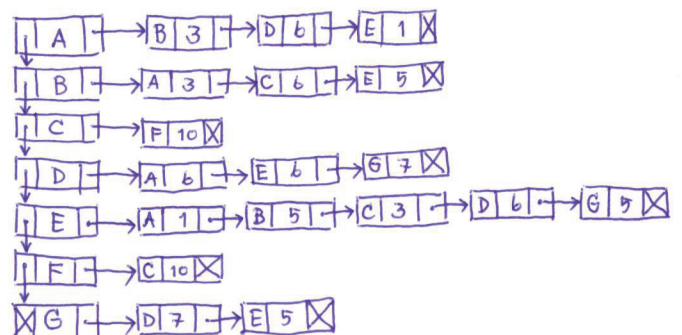 A B 3 D 6 E 1
B A 3 C 6 E 5
C F 10
D A 6 E 6 G 7
E A 1 B 5 C 3 D 6 G 5
F C 10
G D 7 E 5